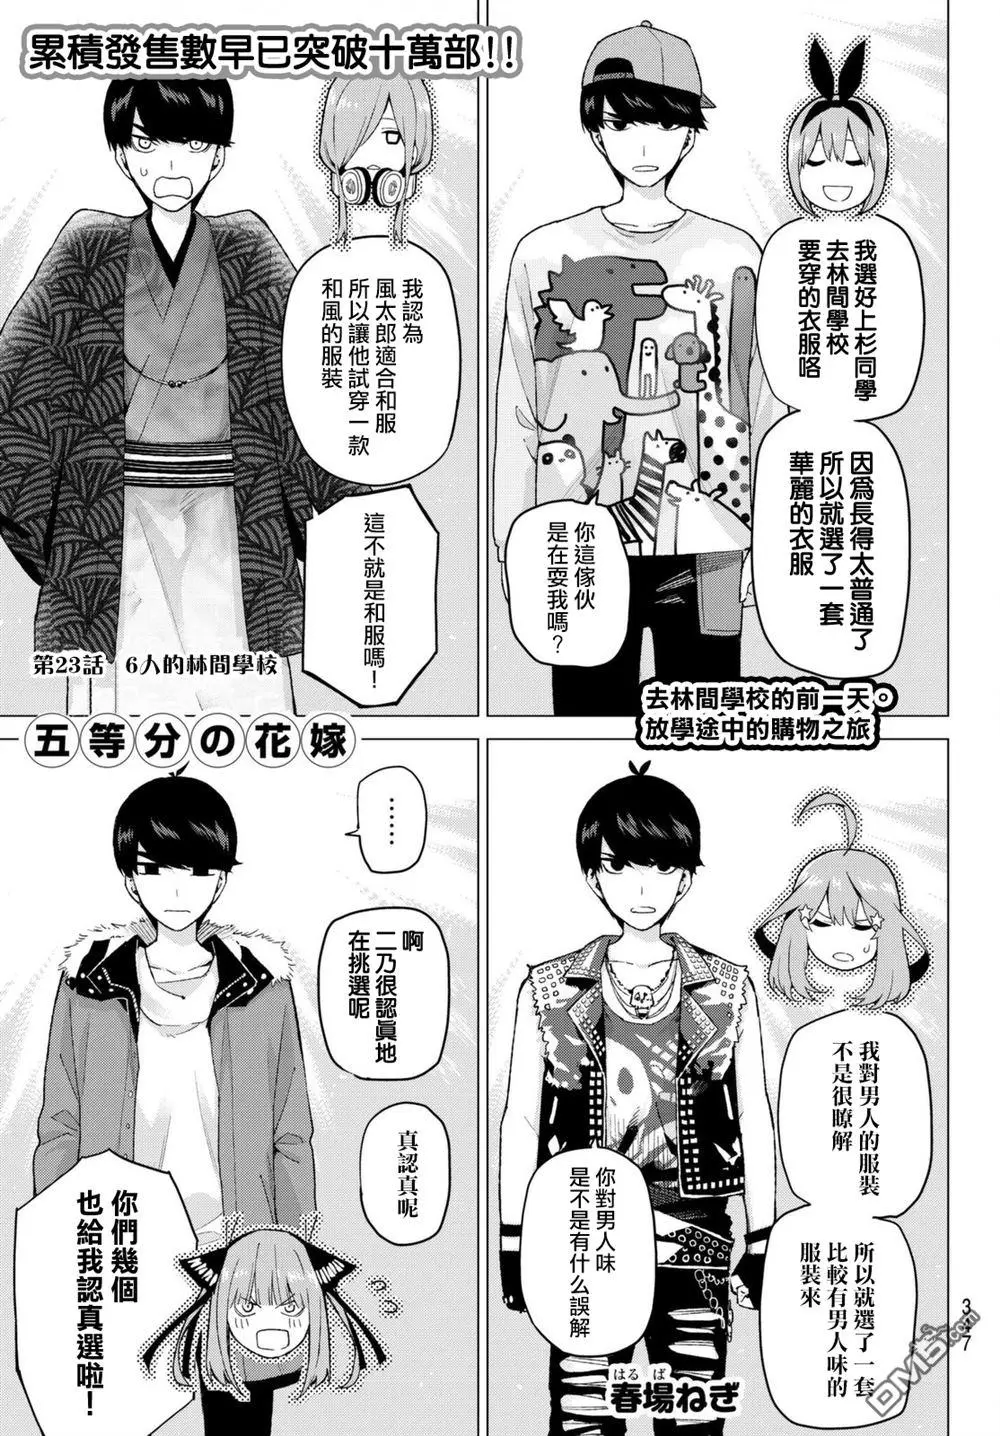 累積發售數早已突破十萬部!!
我選好上杉同學
去林間學校
要穿的衣服咯
因爲長得太普通了
所以就選了一套
華麗的衣服
你這傢伙
是在耍我嗎?
去林間學校的前一天。
放學途中的購物之旅
我認為
風太郎適合和服
所以讓他試穿一款
和風的服裝
這不就是和服嗎!
第23話 6人的林間學校
五等分の花嫁
我對男人的服裝
不是很瞭解
所以就選了一套
比較有男人味的
服裝來
你對男人味
是不是有什么誤解
春場ねぎ
はるば
……
啊
二乃很認真地
在挑選呢
真認真呢
你們幾個
也給我認真選啦!
347
DM5.COM